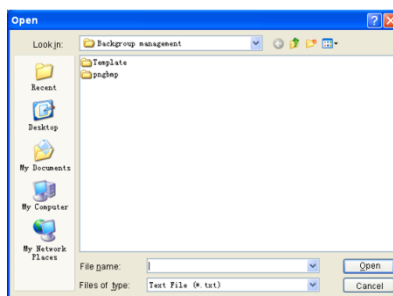 Open
Look in: Backgroup management
Template
pngbmp
Recent
Desktop
My Documents
My Computer
My Network
Places
File name: Open
Files of type: Text File (*.txt) Cancel